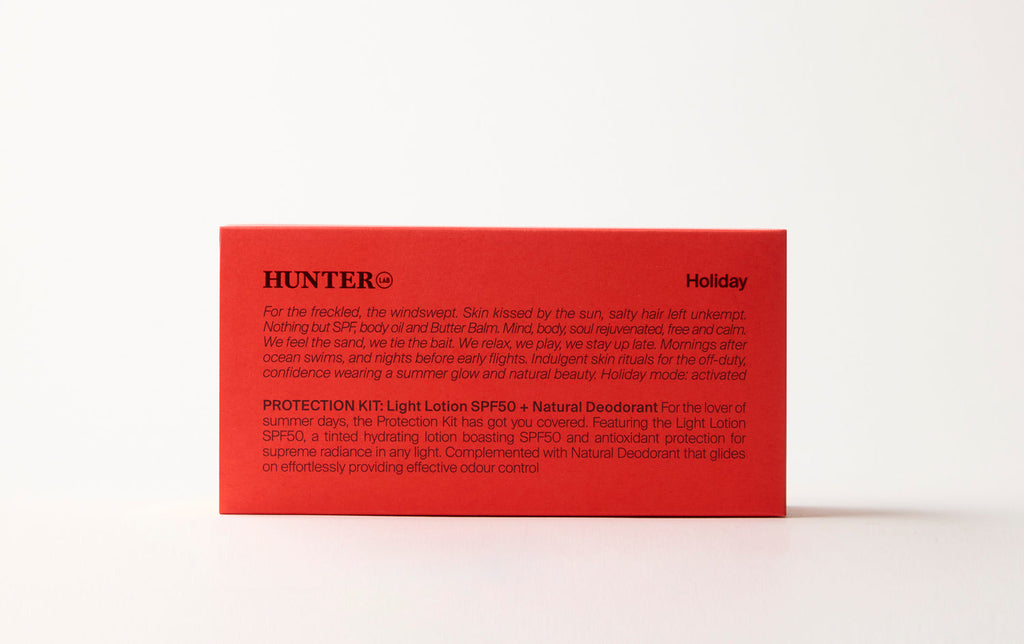 HUNTER LAB Holiday
For the freckled, the windswept. Skin kissed by the sun, salty hair left unkempt.
Nothing but SPF, body oil and Butter Balm. Mind, body, soul rejuvenated, free and calm.
We feel the sand, we tie the bait. We relax, we play, we stay up late. Mornings after
ocean swims, and nights before early flights. Indulgent skin rituals for the off-duty,
confidence wearing a summer glow and natural beauty. Holiday mode: activated
PROTECTION KIT: Light Lotion SPF50 + Natural Deodorant For the lover of
summer days, the Protection Kit has got you covered. Featuring the Light Lotion
SPF50, a tinted hydrating lotion boasting SPF50 and antioxidant protection for
supreme radiance in any light. Complemented with Natural Deodorant that glides
on effortlessly providing effective odour control